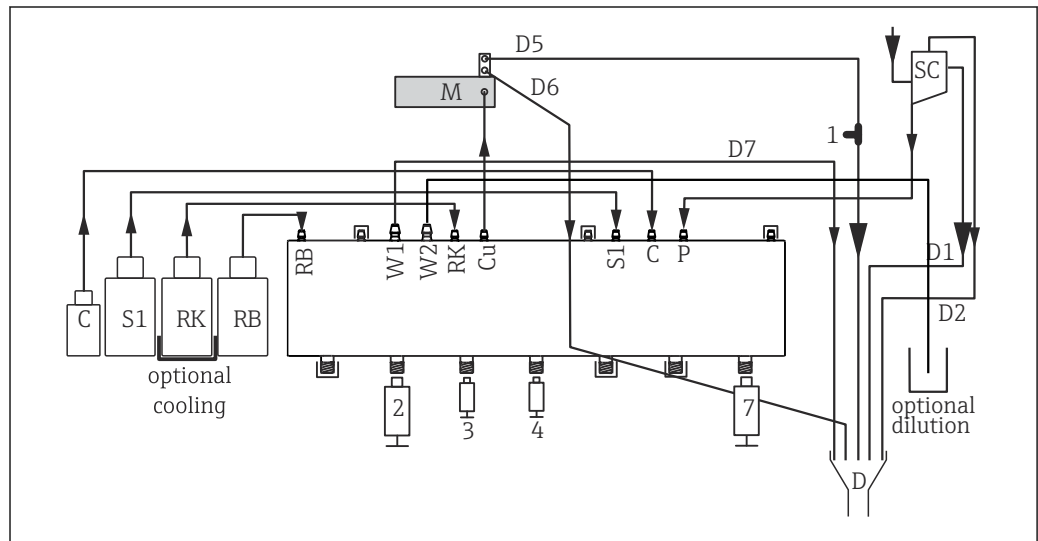 D5
SC
M
D6
1
D7
RB
W1
W2
RK
Cu
S1
C
P
D1
C
S1
RK
RB
D2
optional
cooling
2
3
4
7
optional
dilution
D